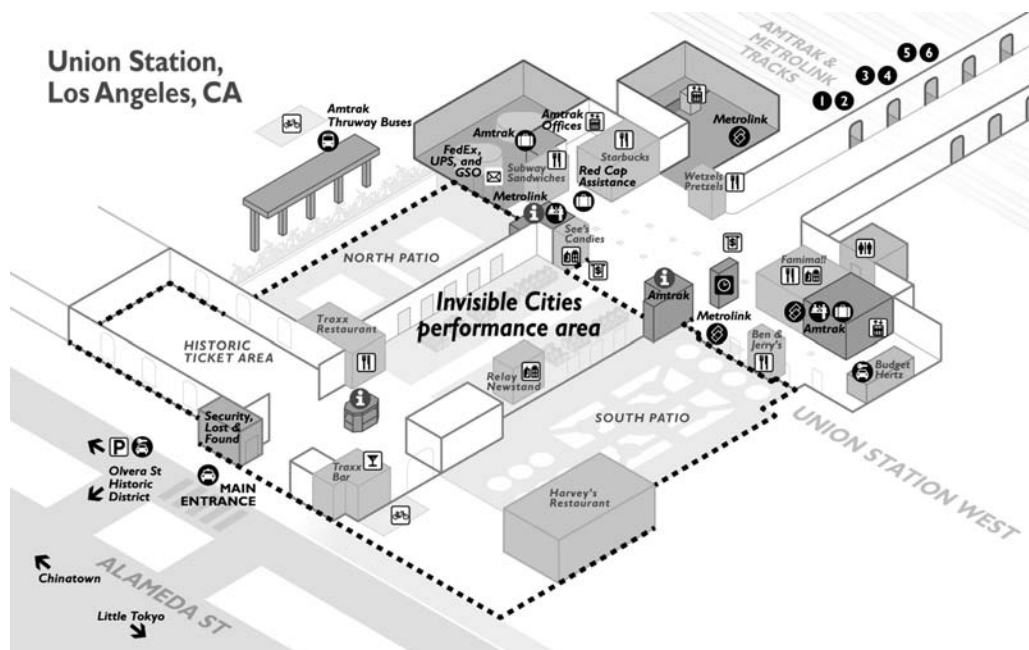 Union Station,
Los Angeles, CA
AMTRAK &
METROLINK
TRACKS
5 6
3 4
1 2
Amtrak
Thruway Buses
Amtrak
Offices
Amtrak
FedEx,
UPS, and
GSO
Subway
Sandwiches
Starbucks
Metrolink
Red Cap
Assistance
Wetzels
Pretzels
Metrolink
i
See's
Candies
$
$
NORTH PATIO
Famima!!
Invisible Cities
performance area
i
Amtrak
Metrolink
Amtrak
Traxx
Restaurant
HISTORIC
TICKET AREA
Ben &
Jerry's
Budget
Hertz
Relay
Newstand
i
SOUTH PATIO
Security,
Lost &
Found
P
Olvera St
Historic
District
MAIN
ENTRANCE
Traxx
Bar
Harvey's
Restaurant
UNION STATION WEST
Chinatown
ALAMEDA ST
Little Tokyo